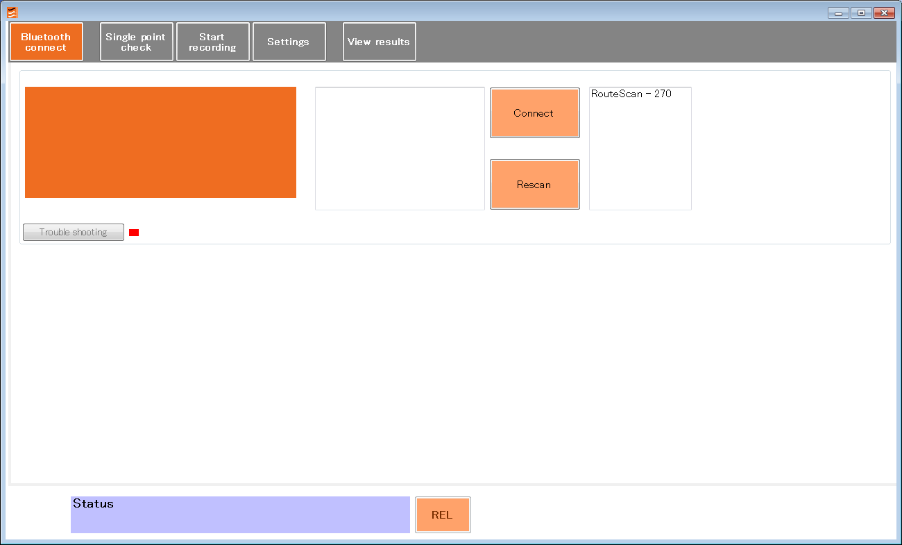 Bluetooth
connect
Single point
check
Start
recording
Settings
View results
RouteScan - 270
Connect
Rescan
Trouble shooting
Status
REL